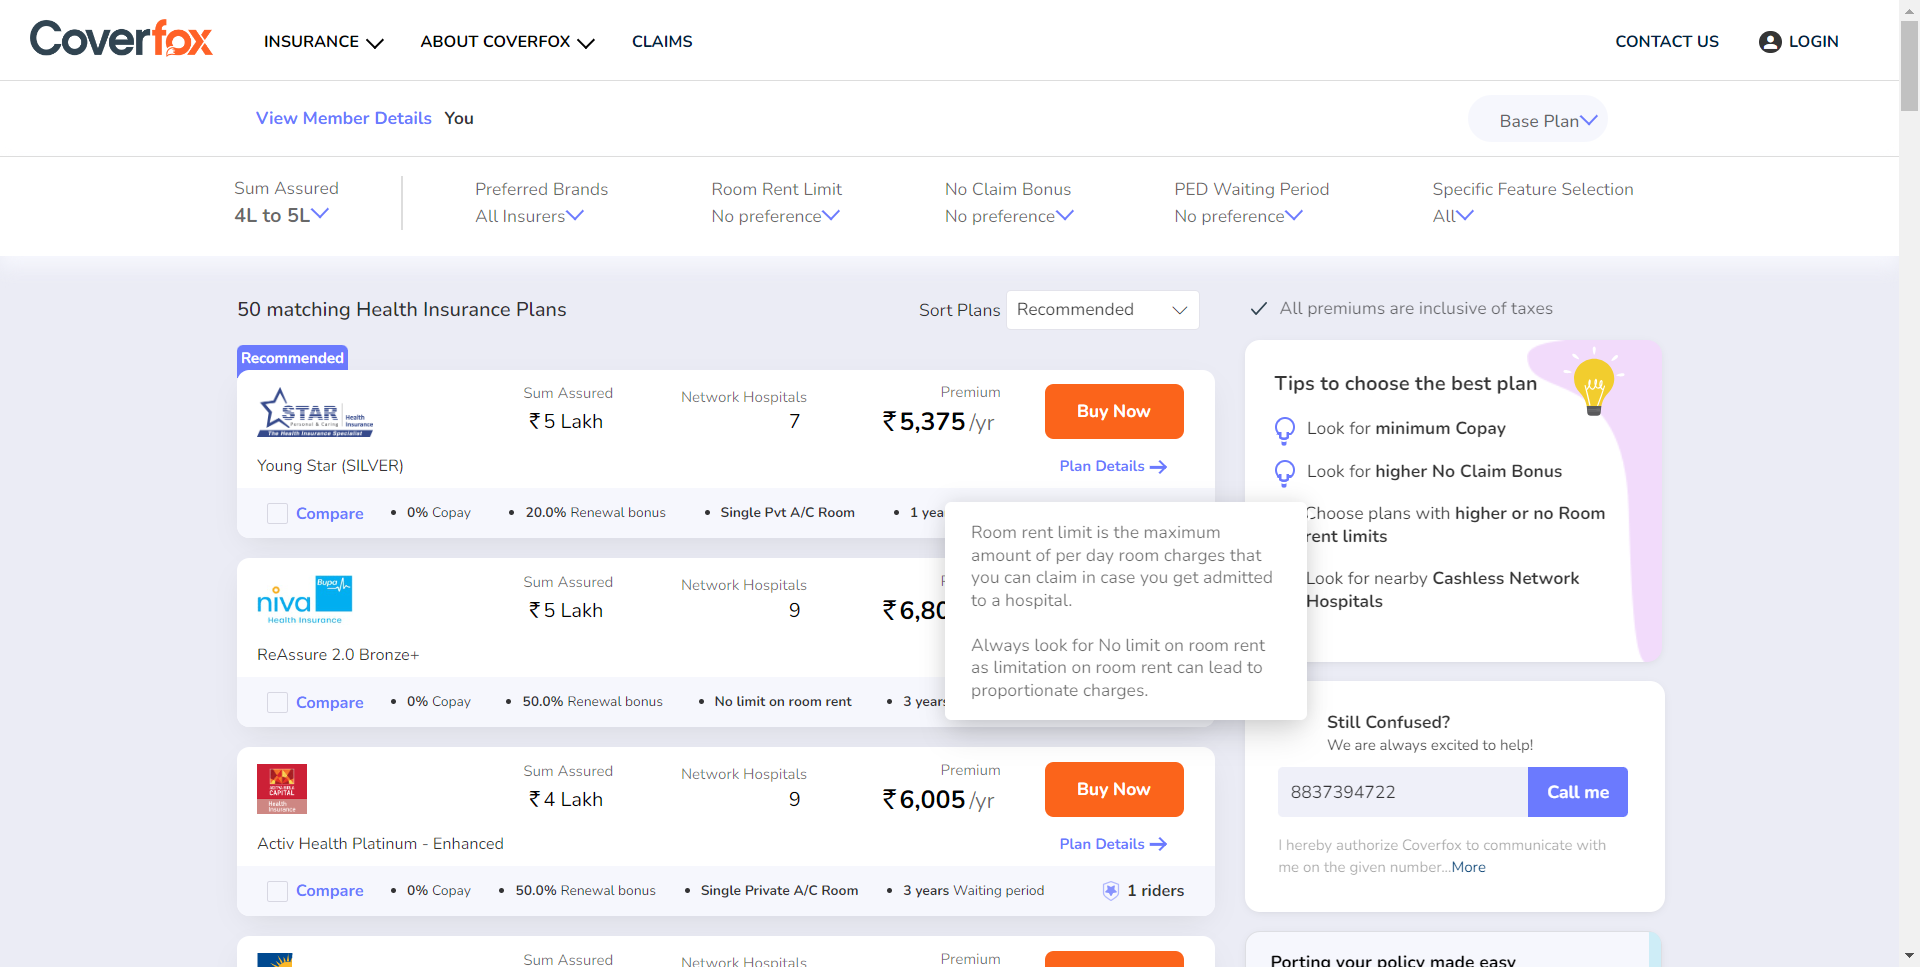 Coverfox
INSURANCE
ABOUT COVERFOX
CLAIMS
CONTACT US
LOGIN
View Member Details You
Base Plan
Sum Assured
4L to 5L
Preferred Brands
All Insurers
Room Rent Limit
No preference
No Claim Bonus
No preference
PED Waiting Period
No preference
Specific Feature Selection
All
50 matching Health Insurance Plans
Sort Plans
Recommended
All premiums are inclusive of taxes
Recommended
STAR
Health
Insurance
Personal & Caring
The Health Insurance Specialist
Young Star (SILVER)
Sum Assured
₹5 Lakh
Network Hospitals
7
Premium
₹5,375/yr
Buy Now
Plan Details
Compare
0% Copay
20.0% Renewal bonus
Single Pvt A/C Room
1 yea
Room rent limit is the maximum
amount of per day room charges that
you can claim in case you get admitted
to a hospital.
Always look for No limit on room rent
as limitation on room rent can lead to
proportionate charges.
niva
Bupa
Health Insurance
ReAssure 2.0 Bronze+
Sum Assured
₹5 Lakh
Network Hospitals
9
₹6,80
Compare
0% Copay
50.0% Renewal bonus
No limit on room rent
3 years
CAPITAL
Health
Insurance
Activ Health Platinum - Enhanced
Sum Assured
₹4 Lakh
Network Hospitals
9
Premium
₹6,005/yr
Buy Now
Plan Details
Compare
0% Copay
50.0% Renewal bonus
Single Private A/C Room
3 years Waiting period
1 riders
Sum Assured
Network Hospitals
Premium
Tips to choose the best plan
Look for minimum Copay
Look for higher No Claim Bonus
Choose plans with higher or no Room
rent limits
Look for nearby Cashless Network
Hospitals
Still Confused?
We are always excited to help!
8837394722
Call me
I hereby authorize Coverfox to communicate with
me on the given number...More
Porting your policy made easy